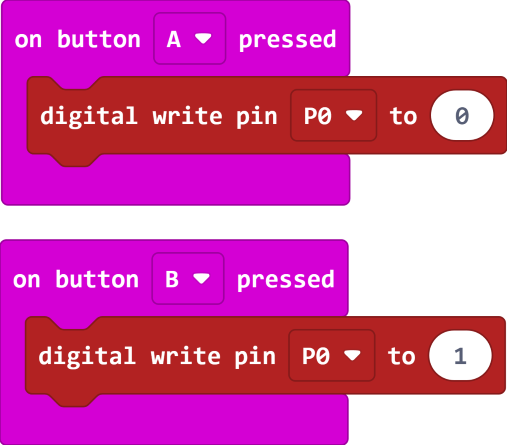 on button A pressed
digital write pin P0 to 0
on button B pressed
digital write pin P0 to 1